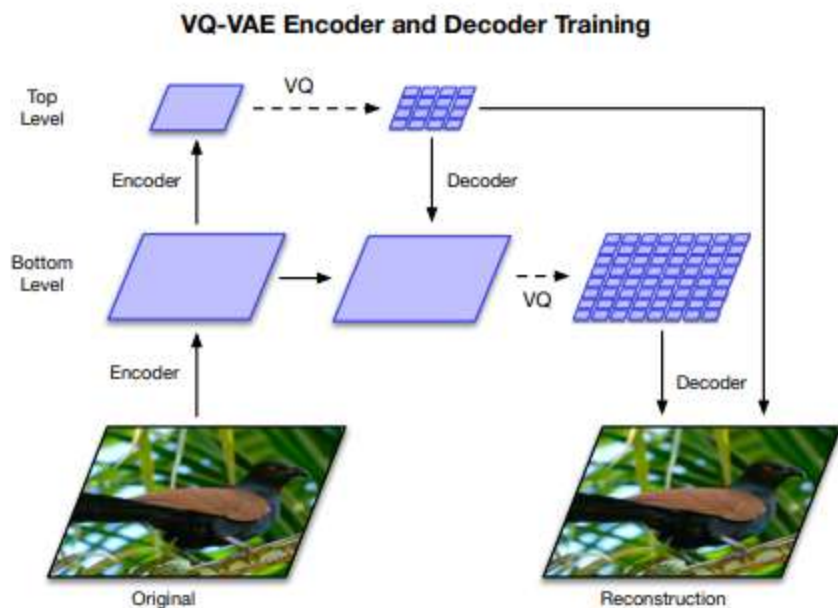 VQ-VAE Encoder and Decoder Training
VQ
Top
Level
Encoder
Decoder
Bottom
Level
VQ
Encoder
Decoder
Original
Reconstruction